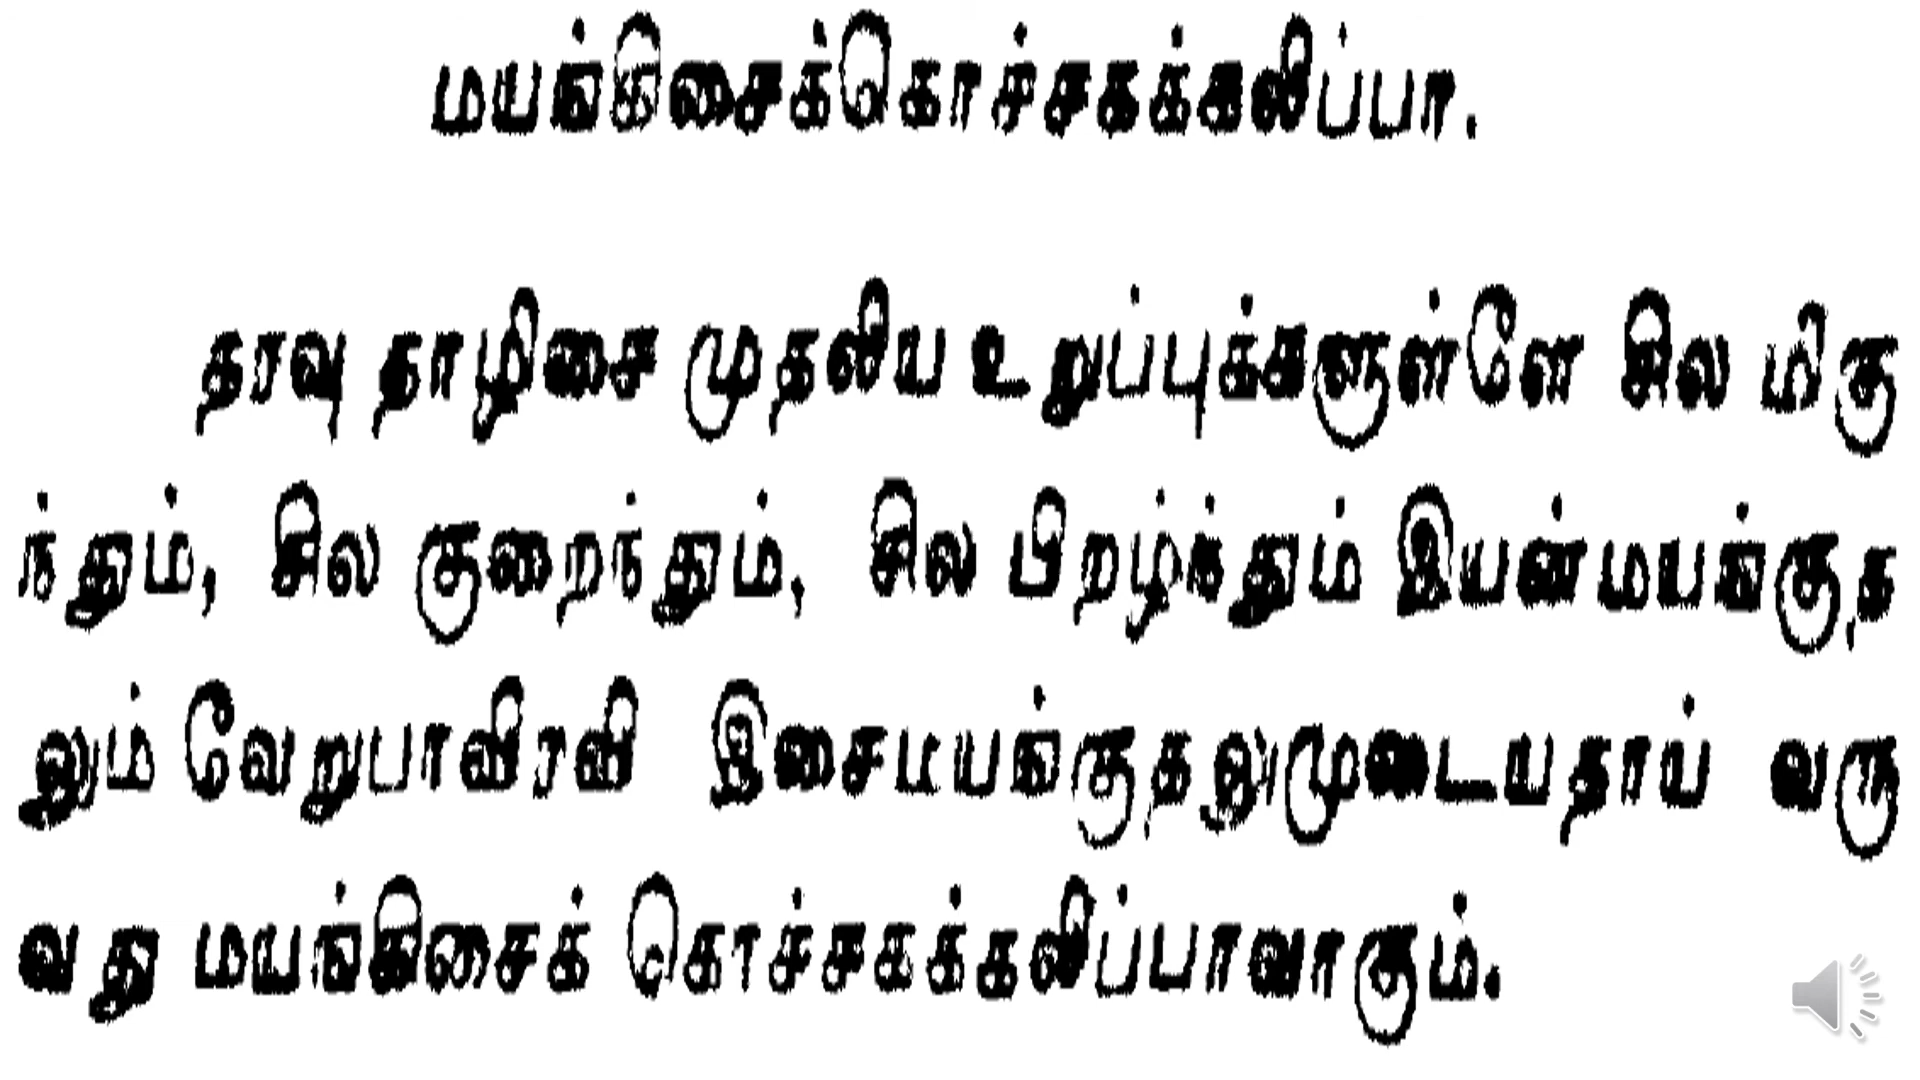 மயங்கிசைக்கொச்சகக்கலிப்பா.
தரவு தாழிசை முதலிய உறுப்புக்களுள்ளே சில மிகு
ந்தும், சில குறைந்தும், சில பிறழ்ந்தும் இயன்மயங்குத
லும் வேறுபாவிரவி இசைமயங்குதலுமுடையதாய் வரு
வது மயங்கிசைக் கொச்சகக்கலிப்பாவாகும்.